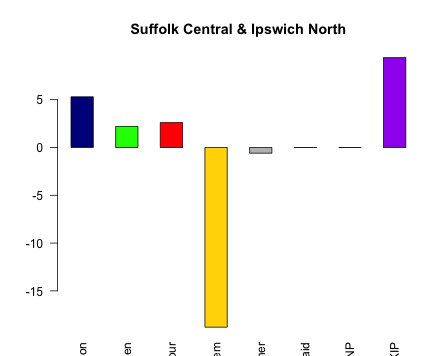 Suffolk Central & Ipswich North
5
0
-5
-10
-15
on
en
our
em
her
aid
NP
KIP